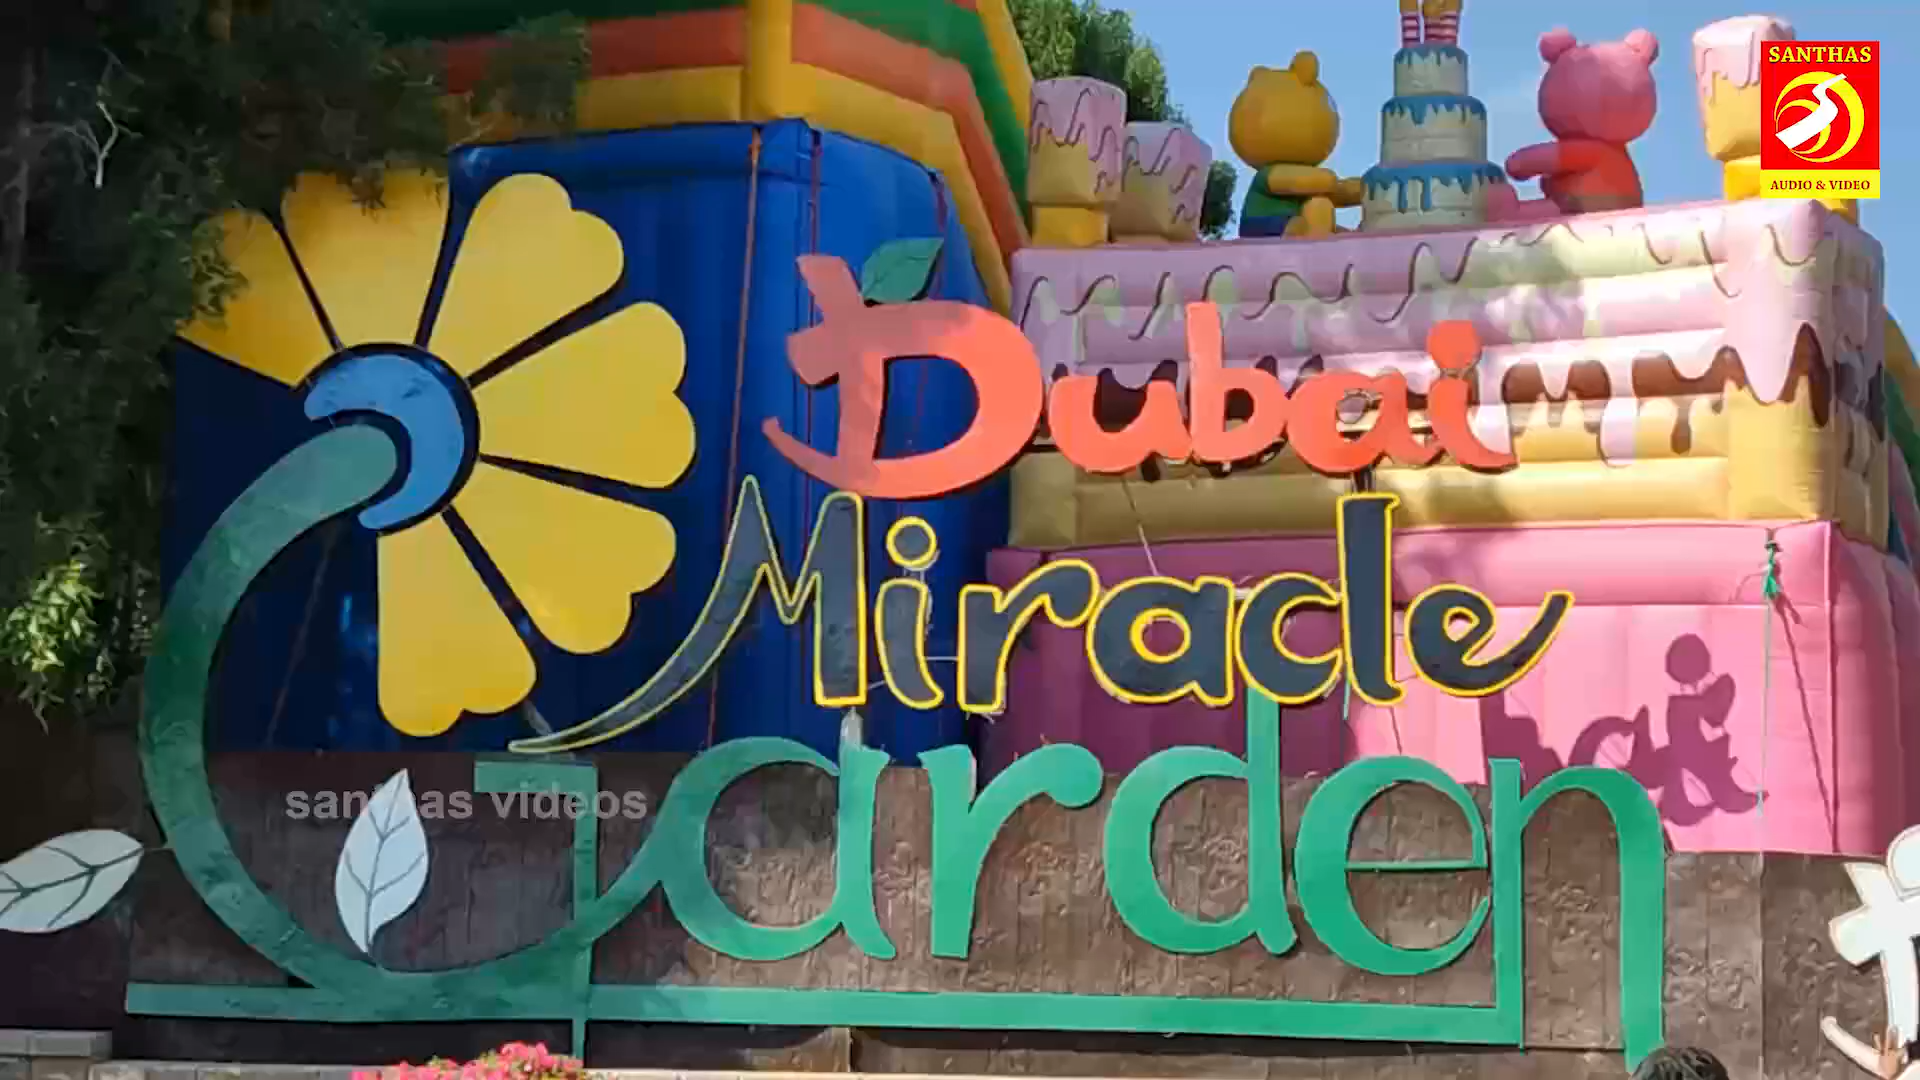 SANTHAS
AUDIO & VIDEO
Dubai
Miracle
Garden
santhas videos